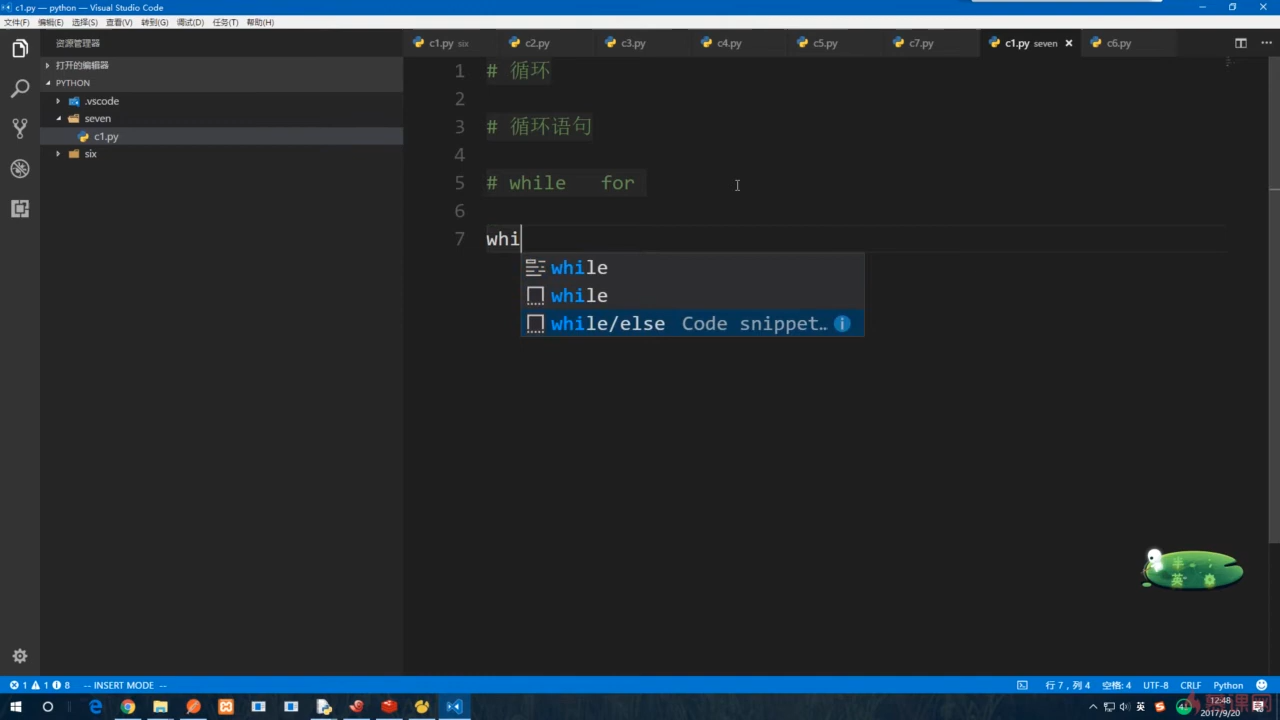 c1.py — python — Visual Studio Code
文件(F) 编辑(E) 选择(S) 查看(V) 转到(G) 调试(D) 任务(T) 帮助(H)
资源管理器
打开的编辑器
PYTHON
.vscode
seven
c1.py
six
c1.py six c2.py c3.py c4.py c5.py c7.py c1.py seven c6.py
1 # 循环
2
3 # 循环语句
4
5 # while for
6
7 whi
while
while
while/else Code snippet…
英
1 1 8 -- INSERT MODE --
行 7，列 4 空格: 4 UTF-8 CRLF Python
英
12:48
2017/9/20